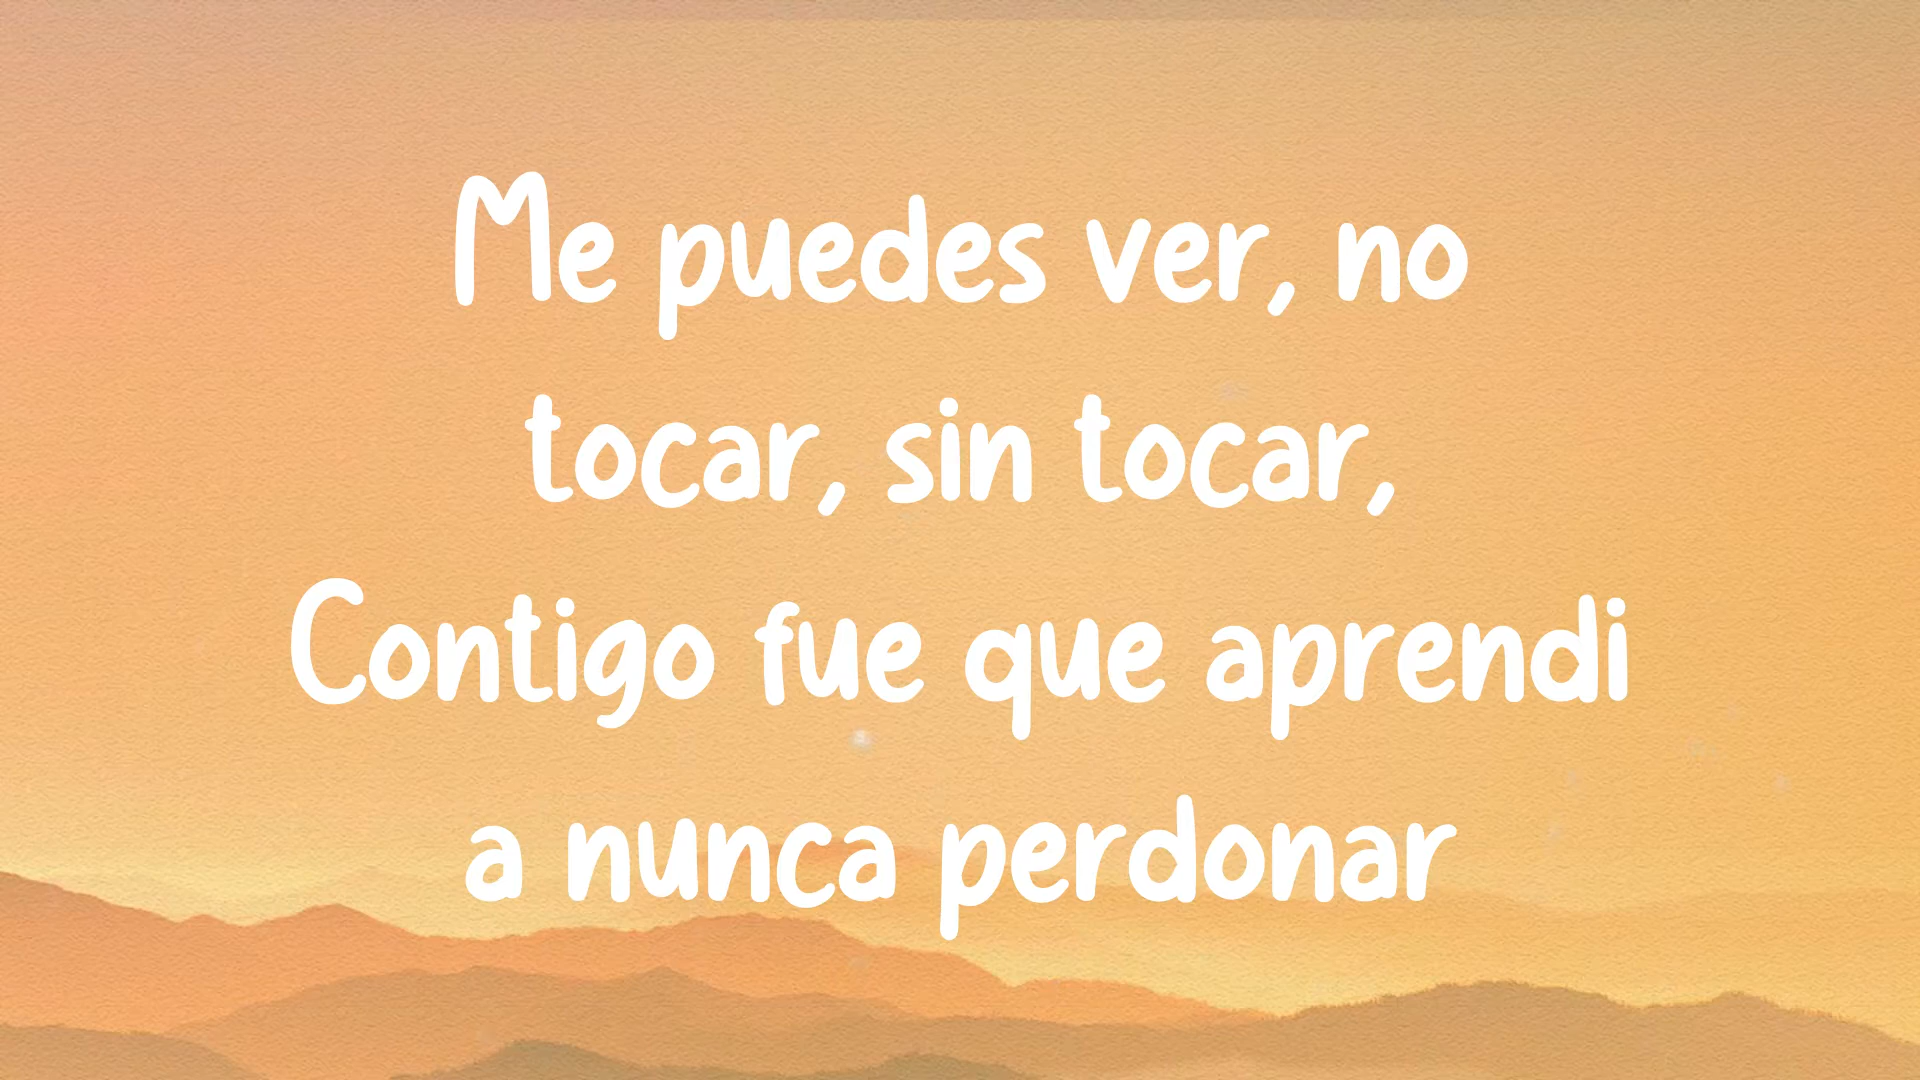 Me puedes ver, no
tocar, sin tocar,
Contigo fue que aprendi
a nunca perdonar